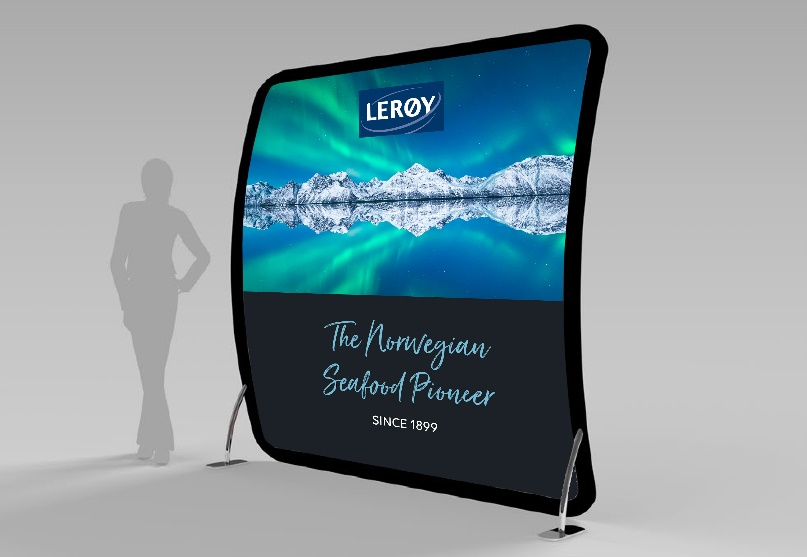 LERØY
The Norwegian
Seafood Pioneer
SINCE 1899